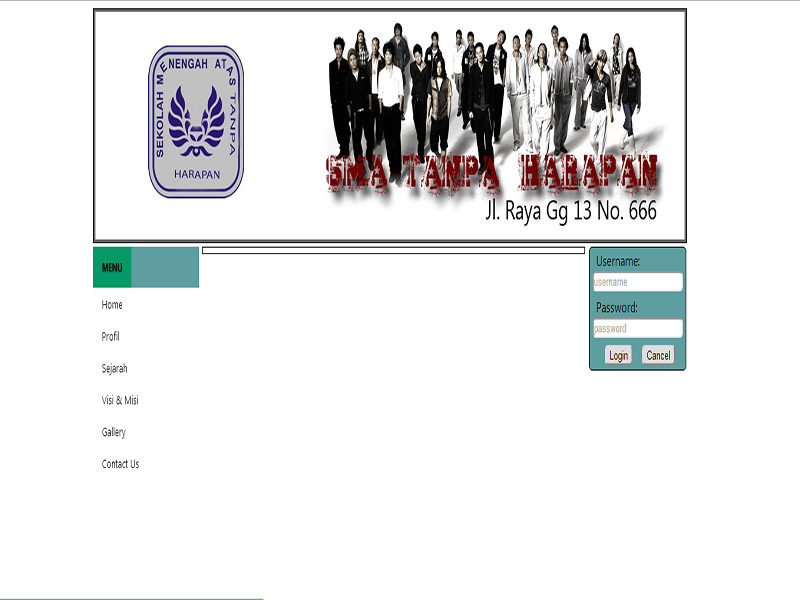 SEKOLAH MENENGAH ATAS TANPA
HARAPAN
SMA TANPA HARAPAN
Jl. Raya Gg 13 No. 666
MENU
Home
Profil
Sejarah
Visi & Misi
Gallery
Contact Us
Username:
username
Password:
password
Login Cancel